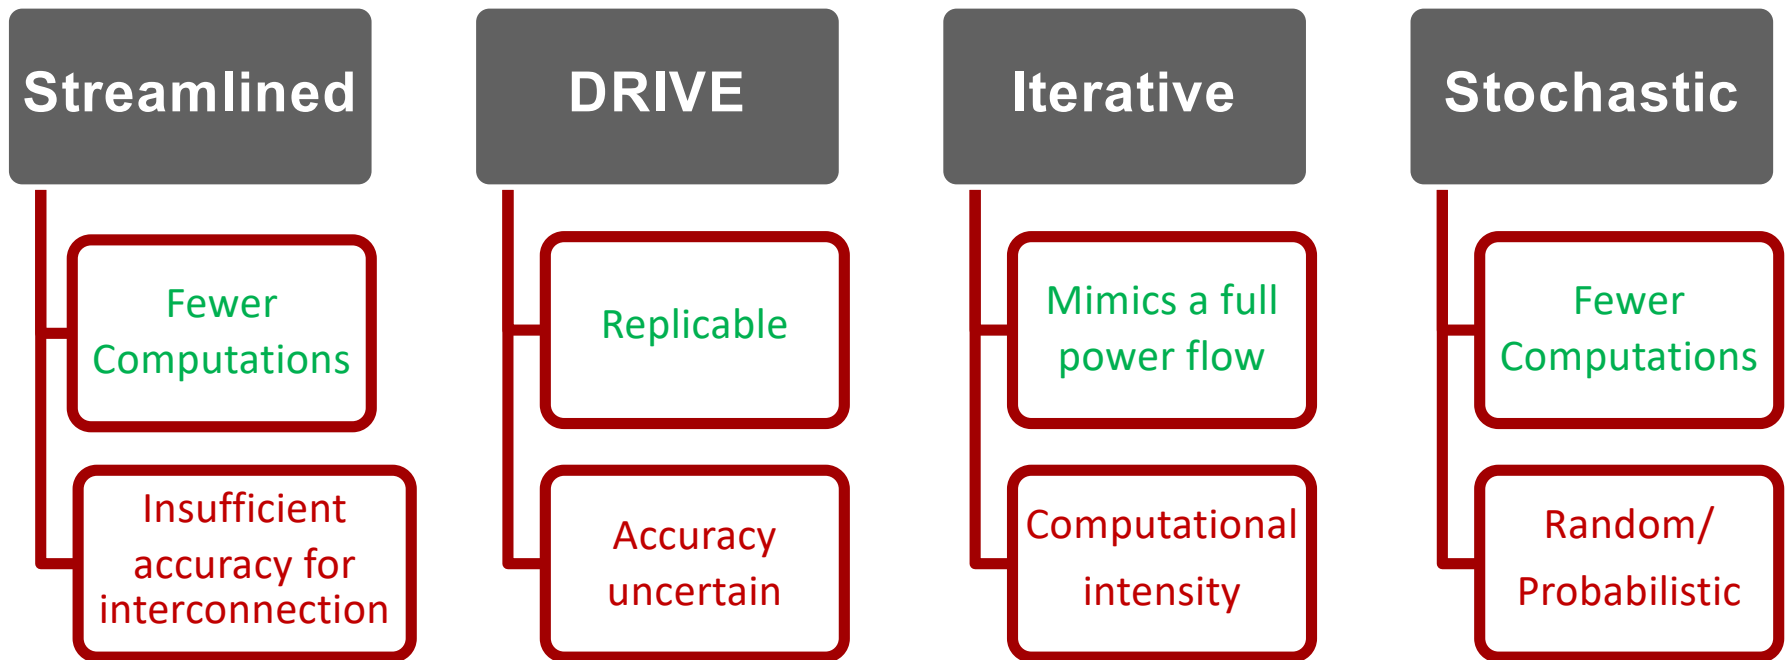 Streamlined
Fewer
Computations
Insufficient
accuracy for
interconnection
DRIVE
Replicable
Accuracy
uncertain
Iterative
Mimics a full
power flow
Computational
intensity
Stochastic
Fewer
Computations
Random/
Probabilistic